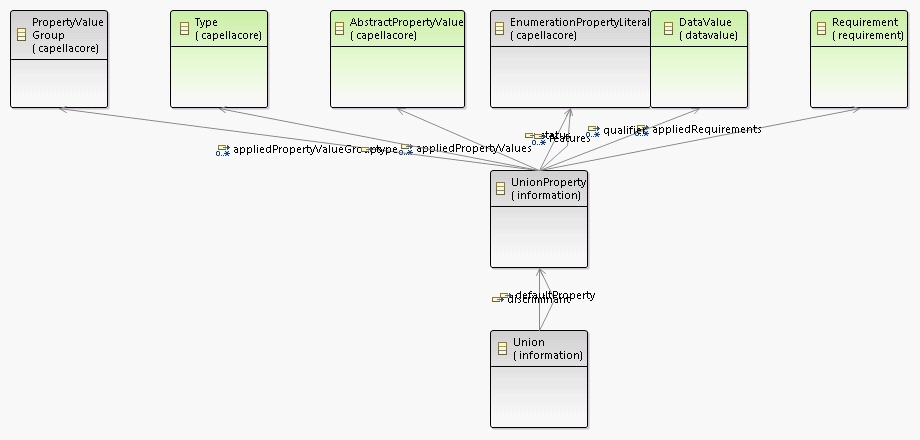 PropertyValue
Group
( capellacore)
Type
( capellacore)
AbstractPropertyValue
( capellacore)
EnumerationPropertyLiteral
( capellacore)
DataValue
( datavalue)
Requirement
( requirement)
status
features
0..*
qualifier
0..*
appliedRequirements
0..*
appliedPropertyValueGroups
0..*
type
appliedPropertyValues
0..*
UnionProperty
( information)
defaultProperty
discriminant
Union
( information)